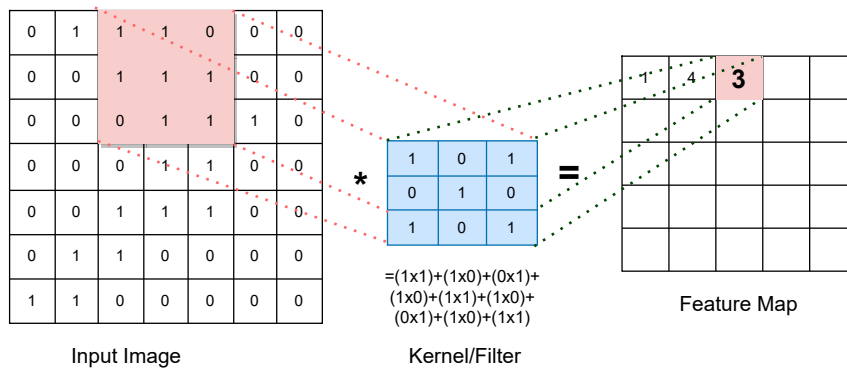 0 1 1 1 0 0 0
0 0 1 1 1 0 0
0 0 0 1 1 1 0
0 0 0 1 1 0 0
0 0 1 1 1 0 0
0 1 1 0 0 0 0
1 1 0 0 0 0 0
Input Image
*
1 0 1
0 1 0
1 0 1
=(1x1)+(1x0)+(0x1)+
(1x0)+(1x1)+(1x0)+
(0x1)+(1x0)+(1x1)
Kernel/Filter
=
1 4 3
Feature Map